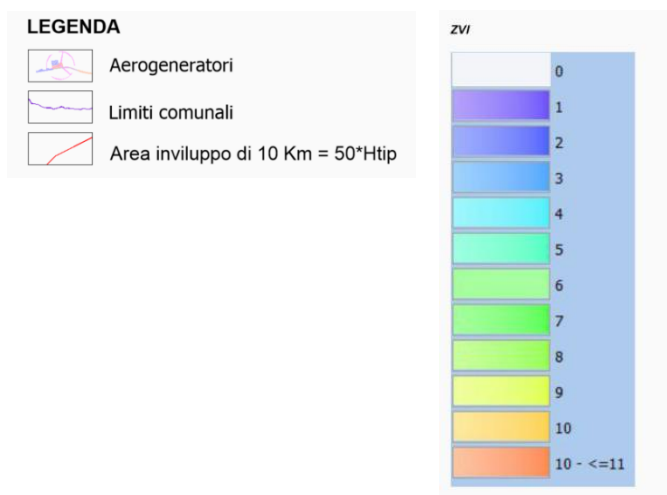 LEGENDA
Aerogeneratori
Limiti comunali
Area inviluppo di 10 Km = 50*Htip
ZVI
0
1
2
3
4
5
6
7
8
9
10
10 - <=11